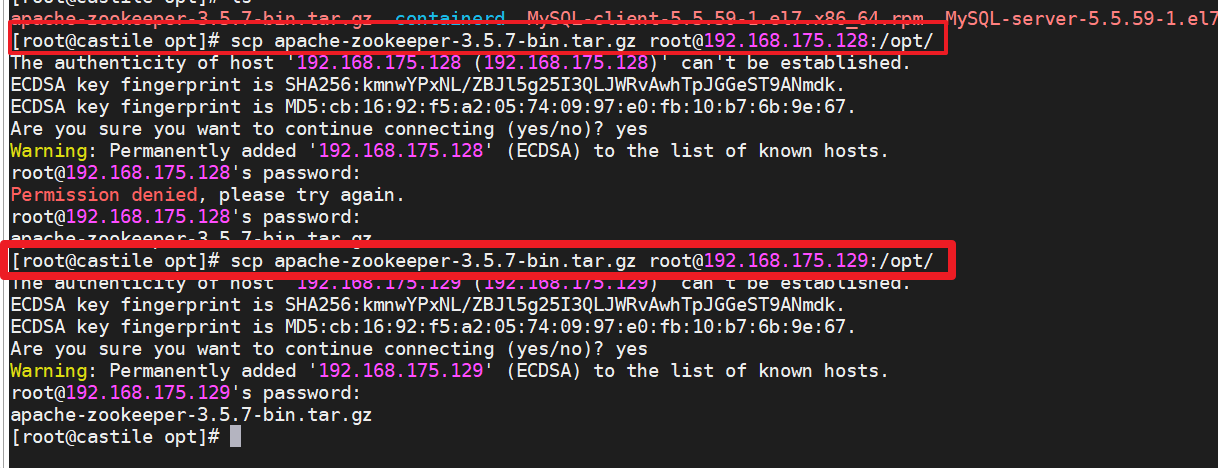 [root@castile opt]# ls
apache-zookeeper-3.5.7-bin.tar.gz containerd MySQL-client-5.5.59-1.el7.x86_64.rpm MySQL-server-5.5.59-1.el7
[root@castile opt]# scp apache-zookeeper-3.5.7-bin.tar.gz root@192.168.175.128:/opt/
The authenticity of host '192.168.175.128 (192.168.175.128)' can't be established.
ECDSA key fingerprint is SHA256:kmnwYPxNL/ZBJl5g25I3QLJWRvAwhTpJGGeST9ANmdk.
ECDSA key fingerprint is MD5:cb:16:92:f5:a2:05:74:09:97:e0:fb:10:b7:6b:9e:67.
Are you sure you want to continue connecting (yes/no)? yes
Warning: Permanently added '192.168.175.128' (ECDSA) to the list of known hosts.
root@192.168.175.128's password:
Permission denied, please try again.
root@192.168.175.128's password:
apache-zookeeper-3.5.7-bin.tar.gz
[root@castile opt]# scp apache-zookeeper-3.5.7-bin.tar.gz root@192.168.175.129:/opt/
The authenticity of host '192.168.175.129 (192.168.175.129)' can't be established.
ECDSA key fingerprint is SHA256:kmnwYPxNL/ZBJl5g25I3QLJWRvAwhTpJGGeST9ANmdk.
ECDSA key fingerprint is MD5:cb:16:92:f5:a2:05:74:09:97:e0:fb:10:b7:6b:9e:67.
Are you sure you want to continue connecting (yes/no)? yes
Warning: Permanently added '192.168.175.129' (ECDSA) to the list of known hosts.
root@192.168.175.129's password:
apache-zookeeper-3.5.7-bin.tar.gz
[root@castile opt]#